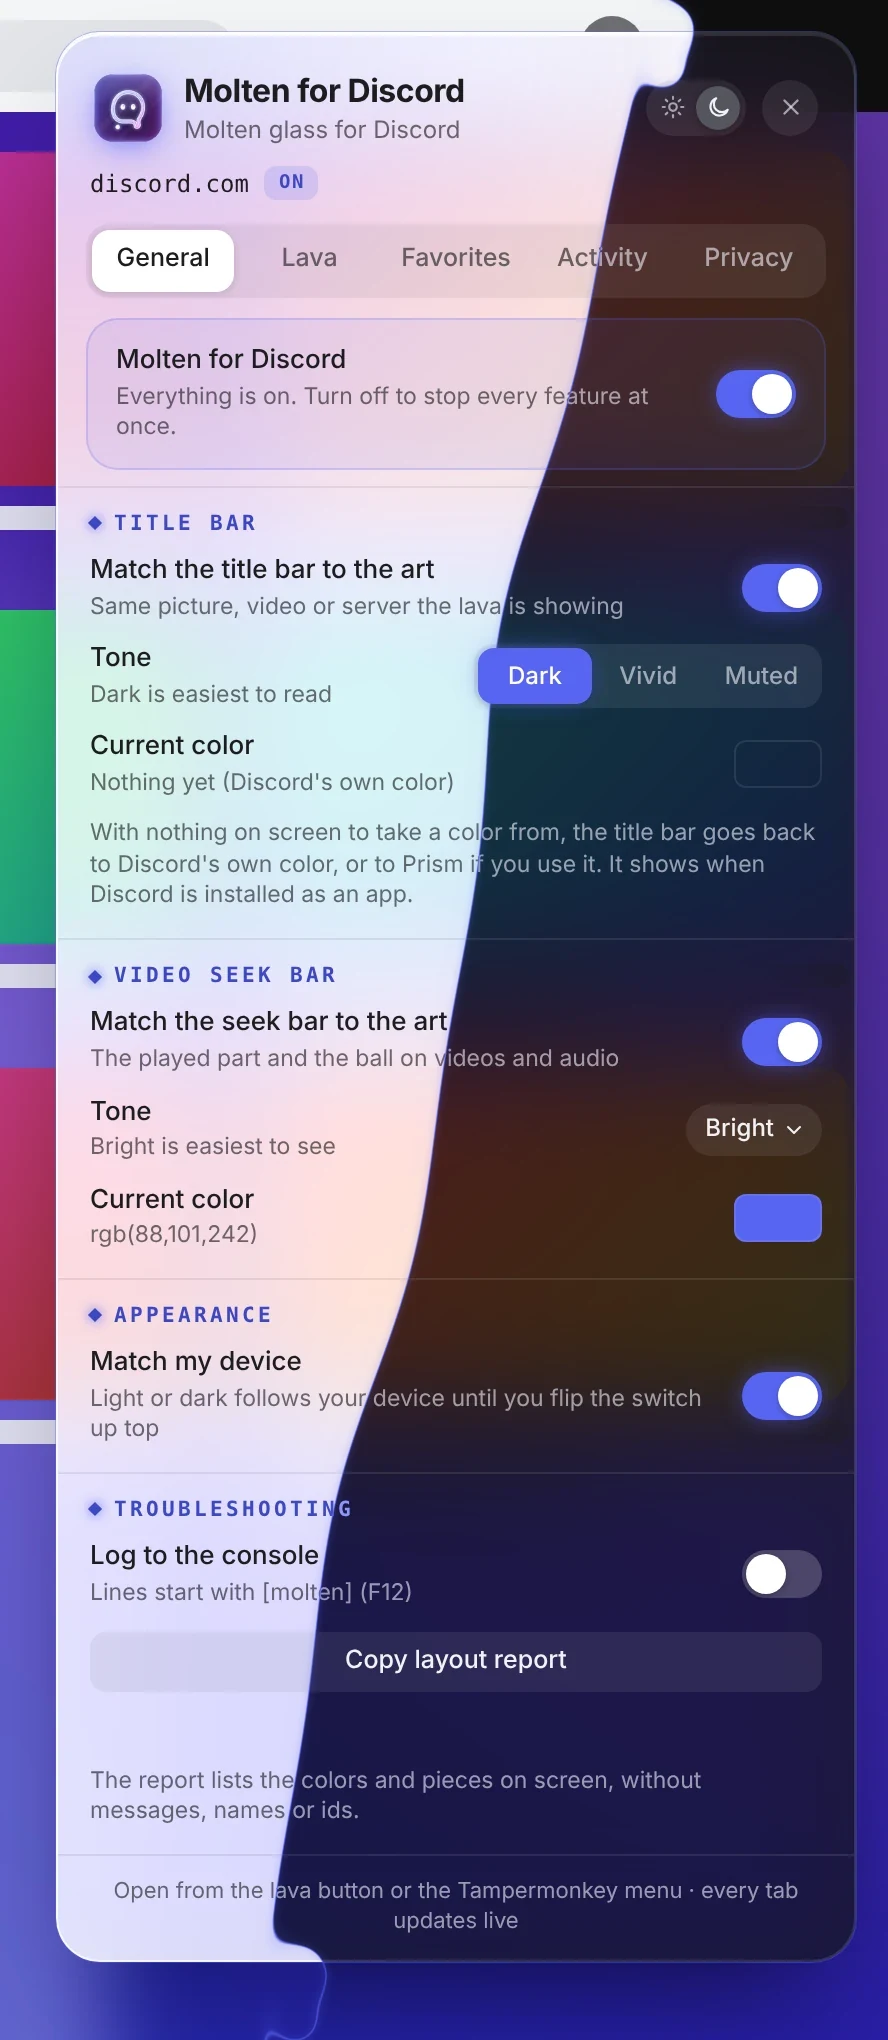 Molten for Discord
Molten glass for Discord
discord.com ON
General Lava Favorites Activity Privacy
Molten for Discord
Everything is on. Turn off to stop every feature at
once.
TITLE BAR
Match the title bar to the art
Same picture, video or server the lava is showing
Tone
Dark is easiest to read
Dark Vivid Muted
Current color
Nothing yet (Discord's own color)
With nothing on screen to take a color from, the title bar goes back
to Discord's own color, or to Prism if you use it. It shows when
Discord is installed as an app.
VIDEO SEEK BAR
Match the seek bar to the art
The played part and the ball on videos and audio
Tone
Bright is easiest to see
Bright
Current color
rgb(88,101,242)
APPEARANCE
Match my device
Light or dark follows your device until you flip the switch
up top
TROUBLESHOOTING
Log to the console
Lines start with [molten] (F12)
Copy layout report
The report lists the colors and pieces on screen, without
messages, names or ids.
Open from the lava button or the Tampermonkey menu · every tab
updates live